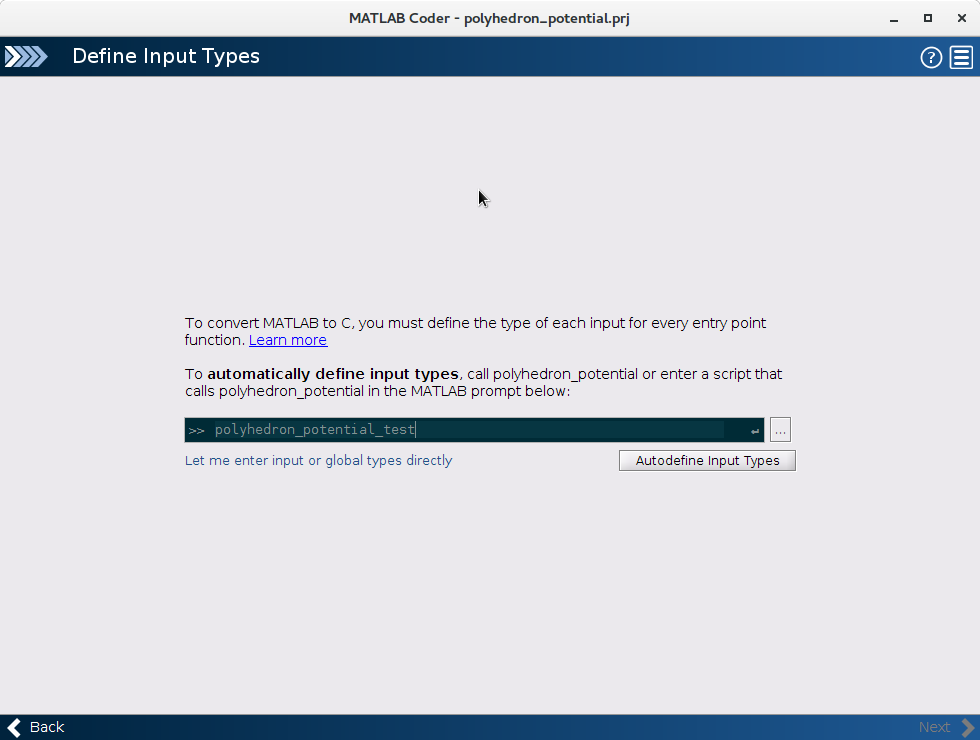 MATLAB Coder - polyhedron_potential.prj
Define Input Types
?
To convert MATLAB to C, you must define the type of each input for every entry point
function. Learn more
To automatically define input types, call polyhedron_potential or enter a script that
calls polyhedron_potential in the MATLAB prompt below:
>> polyhedron_potential_test
...
Let me enter input or global types directly
Autodefine Input Types
Back
Next